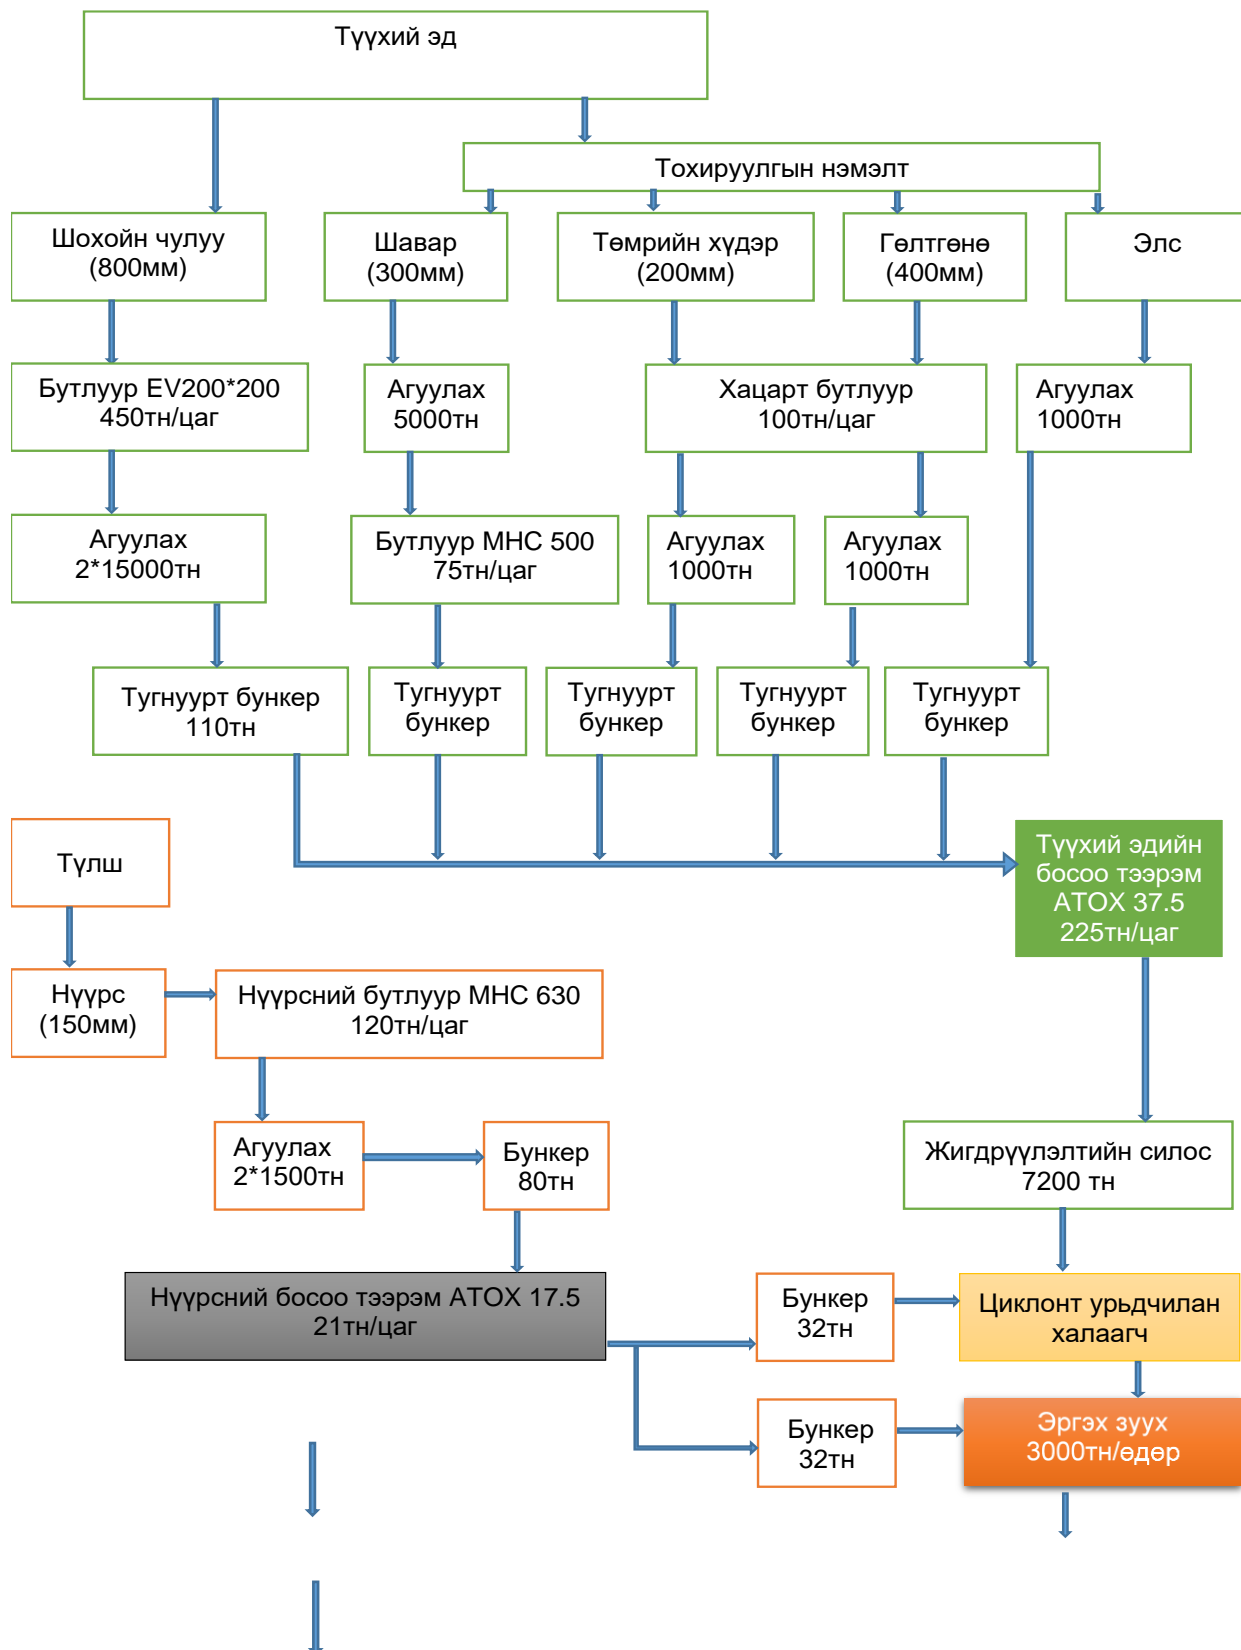 Түүхий эд
Тохируулгын нэмэлт
Шохойн чулуу
(800мм)
Шавар
(300мм)
Төмрийн хүдэр
(200мм)
Гөлтгөнө
(400мм)
Элс
Бутлуур EV200*200
450тн/цаг
Агуулах
5000тн
Хацарт бутлуур
100тн/цаг
Агуулах
1000тн
Агуулах
2*15000тн
Бутлуур МНС 500
75тн/цаг
Агуулах
1000тн
Агуулах
1000тн
Тугнуурт бункер
110тн
Тугнуурт
бункер
Тугнуурт
бункер
Тугнуурт
бункер
Тугнуурт
бункер
Түлш
Түүхий эдийн
босоо тээрэм
АТОХ 37.5
225тн/цаг
Нүүрс
(150мм)
Нүүрсний бутлуур МНС 630
120тн/цаг
Агуулах
2*1500тн
Бункер
80тн
Жигдрүүлэлтийн силос
7200 тн
Нүүрсний босоо тээрэм АТОХ 17.5
21тн/цаг
Бункер
32тн
Циклонт урьдчилан
халаагч
Бункер
32тн
Эргэх зуух
3000тн/өдөр